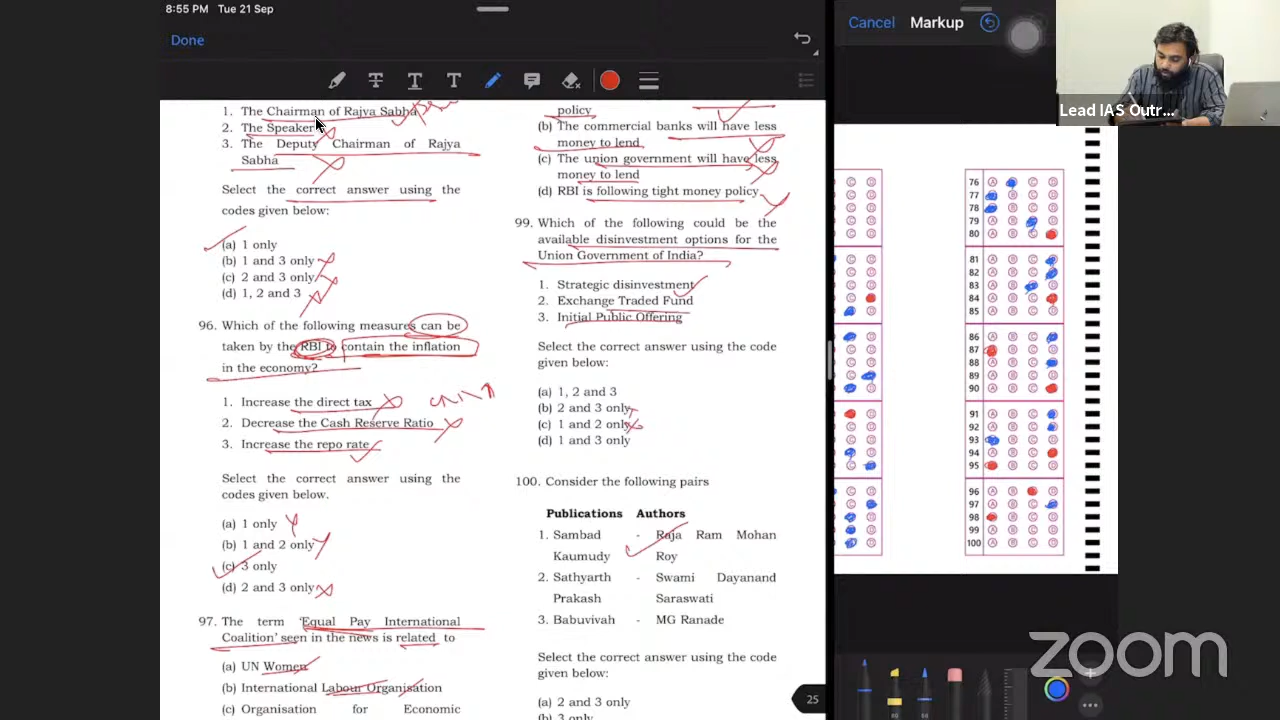 8:55 PM Tue 21 Sep
Done
1. The Chairman of Rajya Sabha
2. The Speaker
3. The Deputy Chairman of Rajya
Sabha
Select the correct answer using the
codes given below:
(a) 1 only
(b) 1 and 3 only
(c) 2 and 3 only
(d) 1, 2 and 3
96. Which of the following measures can be
taken by the RBI to contain the inflation
in the economy?
1. Increase the direct tax
2. Decrease the Cash Reserve Ratio
3. Increase the repo rate
Select the correct answer using the
codes given below.
(a) 1 only
(b) 1 and 2 only
(c) 3 only
(d) 2 and 3 only
97. The term 'Equal Pay International
Coalition' seen in the news is related to
(a) UN Women
(b) International Labour Organisation
(c) Organisation for Economic
policy
(b) The commercial banks will have less
money to lend
(c) The union government will have less
money to lend
(d) RBI is following tight money policy
99. Which of the following could be the
available disinvestment options for the
Union Government of India?
1. Strategic disinvestment
2. Exchange Traded Fund
3. Initial Public Offering
Select the correct answer using the code
given below:
(a) 1, 2 and 3
(b) 2 and 3 only
(c) 1 and 2 only
(d) 1 and 3 only
100. Consider the following pairs
Publications Authors
1. Sambad - Raja Ram Mohan
Kaumudy Roy
2. Sathyarth - Swami Dayanand
Prakash Saraswati
3. Babuvivah - MG Ranade
Select the correct answer using the code
given below:
(a) 2 and 3 only
(b) 3 only
25
Cancel Markup
Lead IAS Outr...
76
77
78
79
80
81
82
83
84
85
86
87
88
89
90
91
92
93
94
95
96
97
98
99
100
zoom